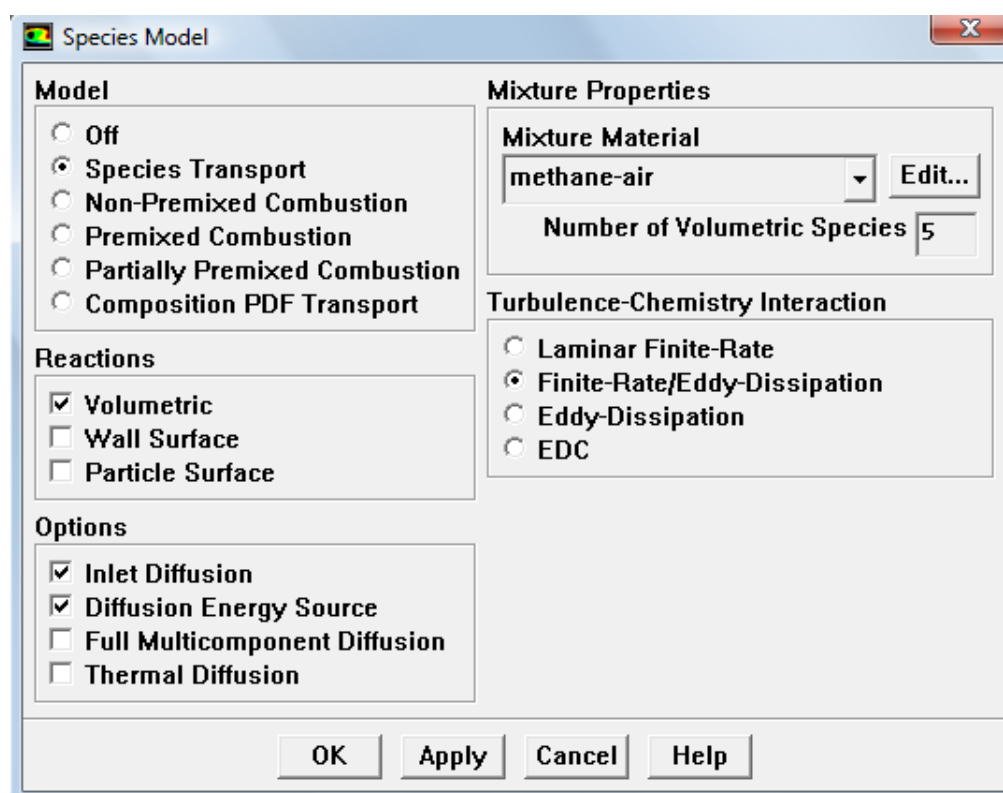 Species Model
Model
Off
Species Transport
Non-Premixed Combustion
Premixed Combustion
Partially Premixed Combustion
Composition PDF Transport
Reactions
Volumetric
Wall Surface
Particle Surface
Options
Inlet Diffusion
Diffusion Energy Source
Full Multicomponent Diffusion
Thermal Diffusion
Mixture Properties
Mixture Material
methane-air
Edit...
Number of Volumetric Species 5
Turbulence-Chemistry Interaction
Laminar Finite-Rate
Finite-Rate/Eddy-Dissipation
Eddy-Dissipation
EDC
OK Apply Cancel Help